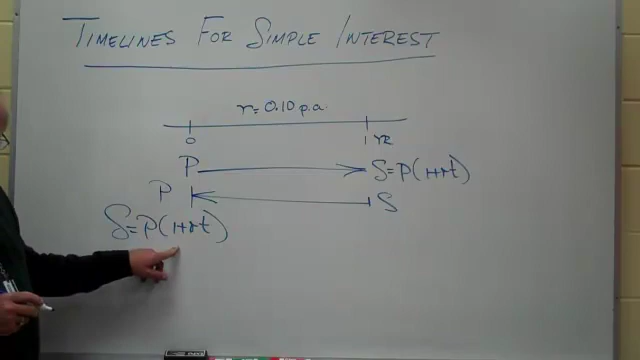 TIMELINES FOR SIMPLE INTEREST
r=0.10 p.a.
0 1 YR
P S=P(1+rt)
P S
S=P(1+rt)